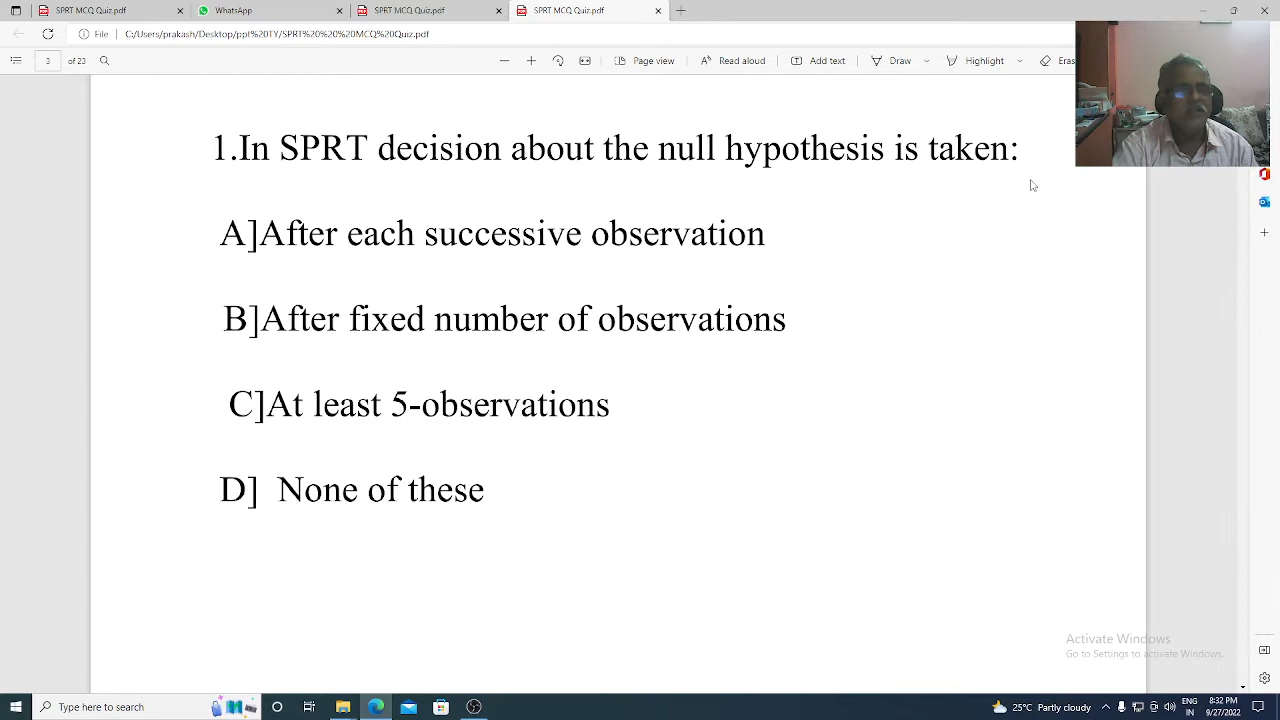 SPRT MCQ Quiz.pdf
WhatsApp
SPRT MCQ Quiz.pdf
SPRT MCQ Quiz.pdf
File
C:/Users/prakash/Desktop/ppt%20TY/SPRT%20%20%20MCQ%20Quiz.pdf
3 of 23
Page view
Read aloud
Add text
Draw
Highlight
Eras
1.In SPRT decision about the null hypothesis is taken:
A]After each successive observation
B]After fixed number of observations
C]At least 5-observations
D] None of these
Activate Windows
Go to Settings to activate Windows.
Type here to search
25°C Partly cloudy
ENG
IN
8:32 PM
9/27/2022